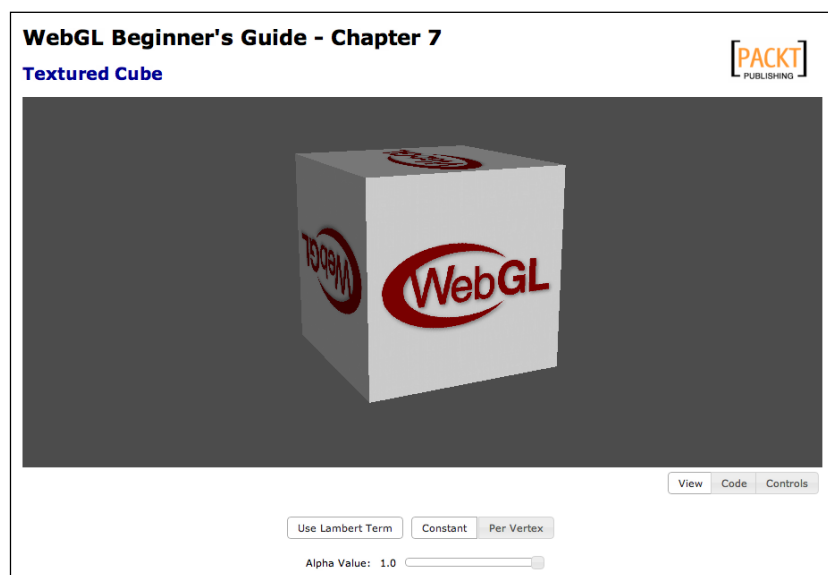 WebGL Beginner's Guide - Chapter 7
Textured Cube
[PACKT]
PUBLISHING
WebGL
WebGL
WebGL
View Code Controls
Use Lambert Term Constant Per Vertex
Alpha Value: 1.0